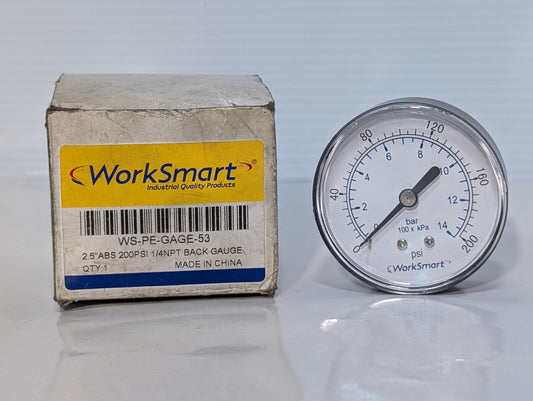 WorkSmart®
Industrial Quality Products
WS-PE-GAGE-53
2.5"ABS 200PSI 1/4NPT BACK GAUGE
QTY:1 MADE IN CHINA
0 40 80 120 160 200
0 2 4 6 8 10 12 14
bar
100 x kPa
psi
WorkSmart